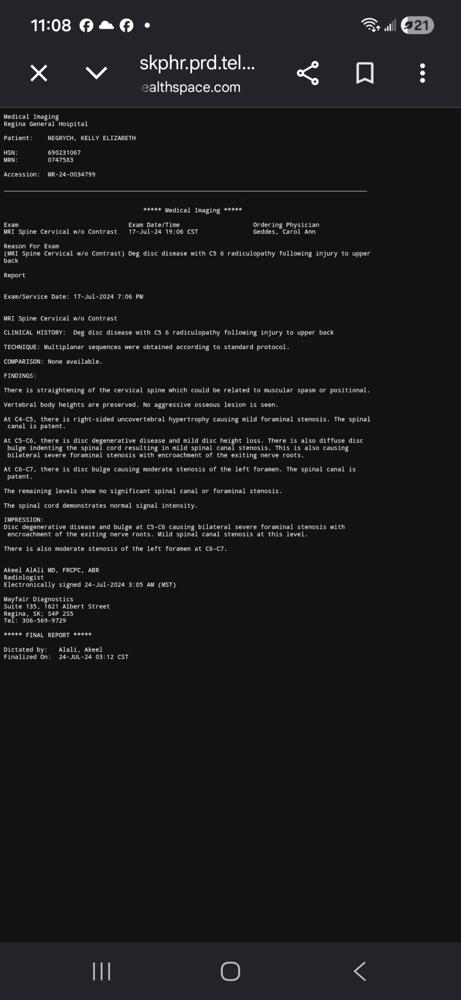 11:08
21
skphr.prd.tel...
ealthspace.com
Medical Imaging
Regina General Hospital
Patient: NEGRYCH, KELLY ELIZABETH
HSN: 690231067
MRN: 0747583
Accession: MR-24-0034799
***** Medical Imaging *****
Exam Exam Date/Time Ordering Physician
MRI Spine Cervical w/o Contrast 17-Jul-24 19:06 CST Geddes, Carol Ann
Reason For Exam
(MRI Spine Cervical w/o Contrast) Deg disc disease with C5 6 radiculopathy following injury to upper
back
Report
Exam/Service Date: 17-Jul-2024 7:06 PM
MRI Spine Cervical w/o Contrast
CLINICAL HISTORY: Deg disc disease with C5 6 radiculopathy following injury to upper back
TECHNIQUE: Multiplanar sequences were obtained according to standard protocol.
COMPARISON: None available.
FINDINGS:
There is straightening of the cervical spine which could be related to muscular spasm or positional.
Vertebral body heights are preserved. No aggressive osseous lesion is seen.
At C4-C5, there is right-sided uncovertebral hypertrophy causing mild foraminal stenosis. The spinal
canal is patent.
At C5-C6, there is disc degenerative disease and mild disc height loss. There is also diffuse disc
bulge indenting the spinal cord resulting in mild spinal canal stenosis. This is also causing
bilateral severe foraminal stenosis with encroachment of the exiting nerve roots.
At C6-C7, there is disc bulge causing moderate stenosis of the left foramen. The spinal canal is
patent.
The remaining levels show no significant spinal canal or foraminal stenosis.
The spinal cord demonstrates normal signal intensity.
IMPRESSION:
Disc degenerative disease and bulge at C5-C6 causing bilateral severe foraminal stenosis with
encroachment of the exiting nerve roots. Mild spinal canal stenosis at this level.
There is also moderate stenosis of the left foramen at C6-C7.
Akeel AlAli MD, FRCPC, ABR
Radiologist
Electronically signed 24-Jul-2024 3:05 AM (MST)
Mayfair Diagnostics
Suite 135, 1621 Albert Street
Regina, SK; S4P 2S5
Tel: 306-569-9729
***** FINAL REPORT *****
Dictated by: Alali, Akeel
Finalized On: 24-JUL-24 03:12 CST